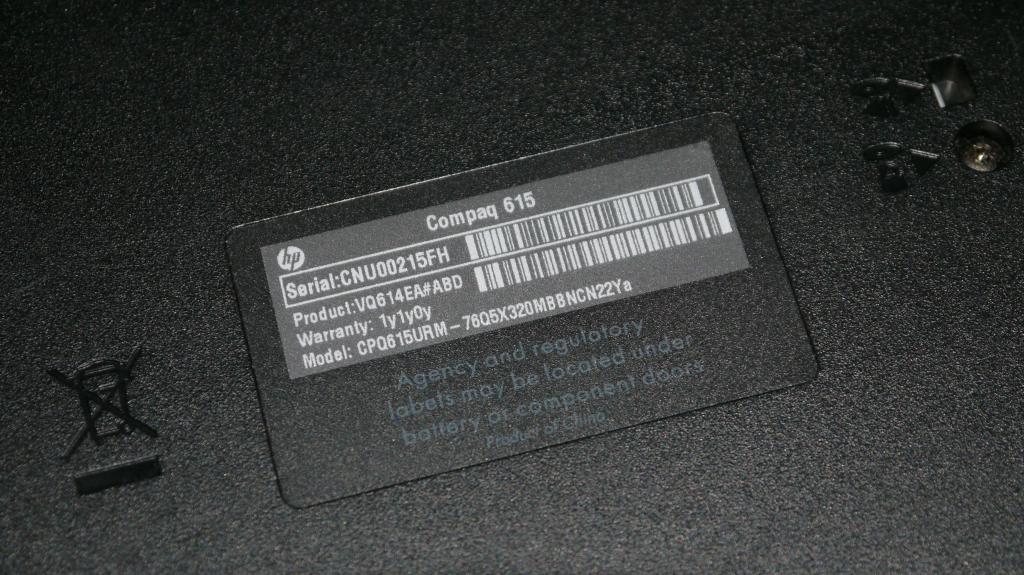 Compaq 615
hp
Serial:CNU00215FH
Product:VQ614EA#ABD
Warranty: 1y1y0y
Model: CPQ615URM - 76Q5X320MBBNCN22Ya
Agency and regulatory
labels may be located under
battery or component doors
Product of China